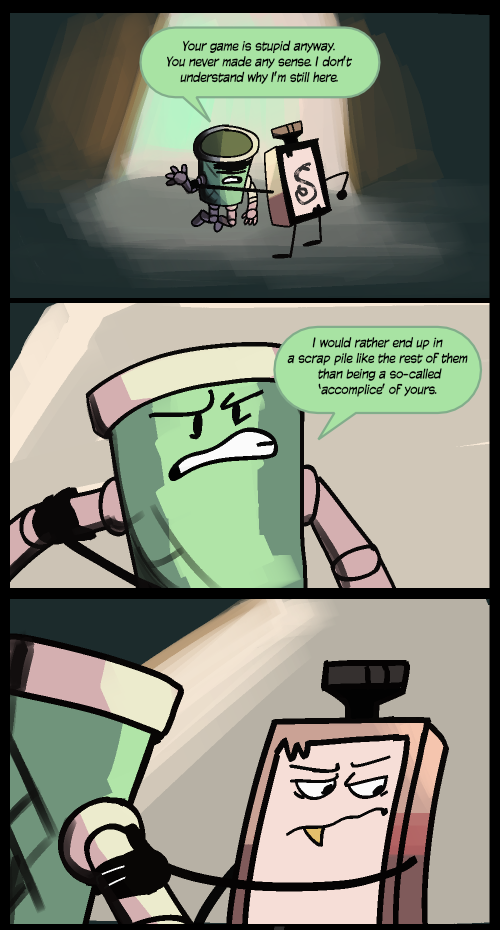 Your game is stupid anyway.
You never made any sense. I don't
understand why I'm still here.
I would rather end up in
a scrap pile like the rest of them
than being a so-called
'accomplice' of yours.